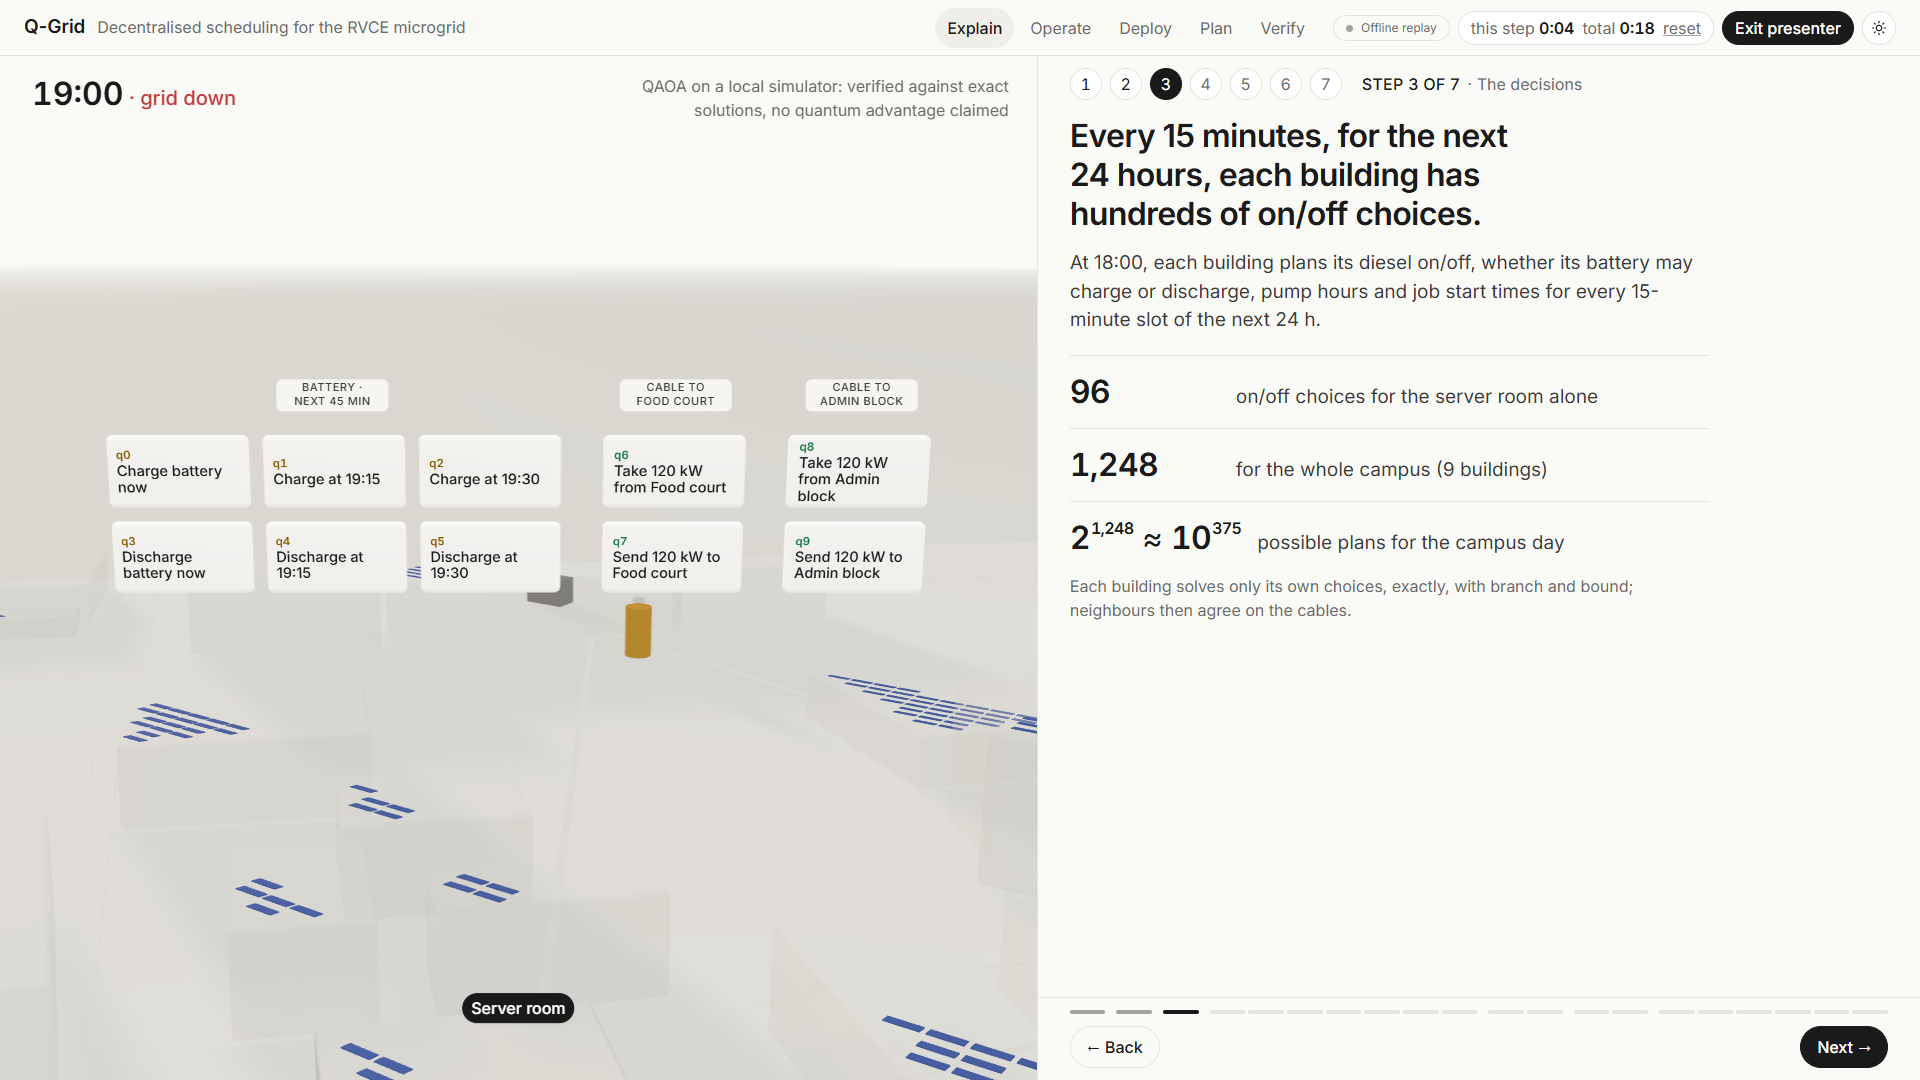 Q-Grid Decentralised scheduling for the RVCE microgrid
Explain Operate Deploy Plan Verify Offline replay this step 0:04 total 0:18 reset Exit presenter
19:00 · grid down
QAOA on a local simulator: verified against exact
solutions, no quantum advantage claimed
BATTERY ·
NEXT 45 MIN
CABLE TO
FOOD COURT
CABLE TO
ADMIN BLOCK
q0
Charge battery
now
q1
Charge at 19:15
q2
Charge at 19:30
q6
Take 120 kW
from Food court
q8
Take 120 kW
from Admin
block
q3
Discharge
battery now
q4
Discharge at
19:15
q5
Discharge at
19:30
q7
Send 120 kW to
Food court
q9
Send 120 kW to
Admin block
Server room
1 2 3 4 5 6 7 STEP 3 OF 7 · The decisions
Every 15 minutes, for the next
24 hours, each building has
hundreds of on/off choices.
At 18:00, each building plans its diesel on/off, whether its battery may
charge or discharge, pump hours and job start times for every 15-
minute slot of the next 24 h.
96 on/off choices for the server room alone
1,248 for the whole campus (9 buildings)
2^1,248 ≈ 10^375 possible plans for the campus day
Each building solves only its own choices, exactly, with branch and bound;
neighbours then agree on the cables.
← Back
Next →